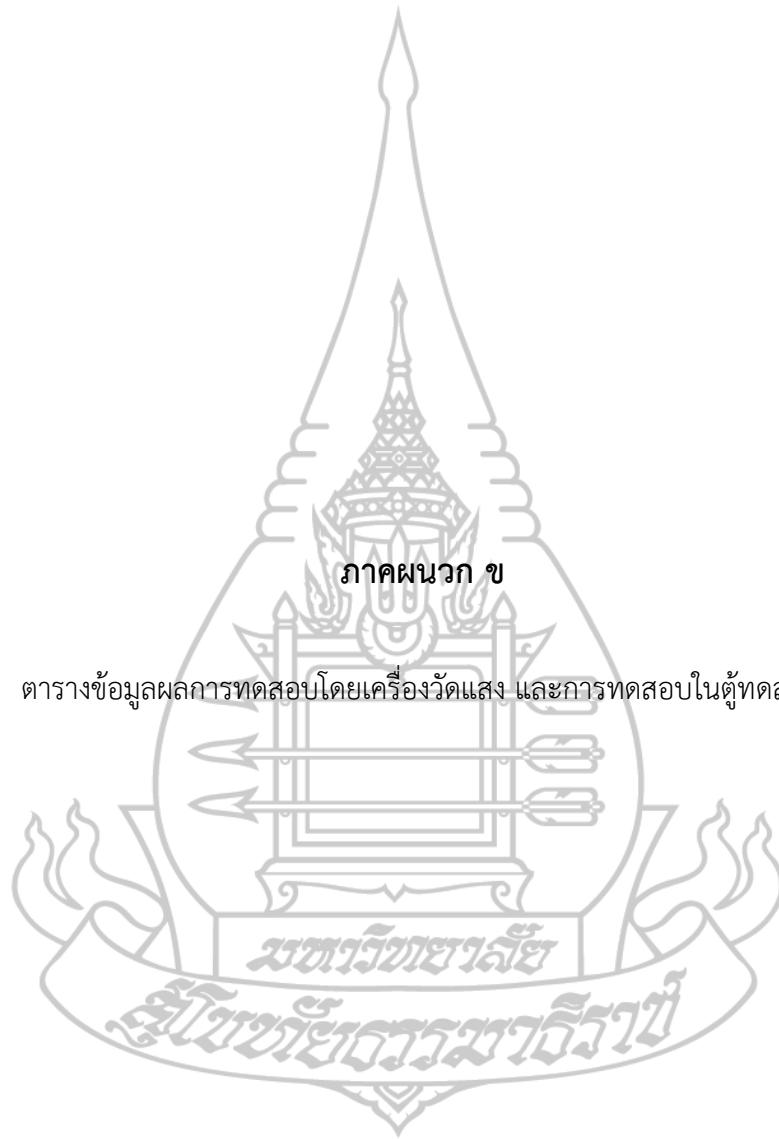 ภาคผนวก ข
ตารางข้อมูลผลการทดสอบโดยเครื่องวัดแสง และการทดสอบในตู้ทด
มหาวิทยาลัย
สุโขทัยธรรมาธิราช